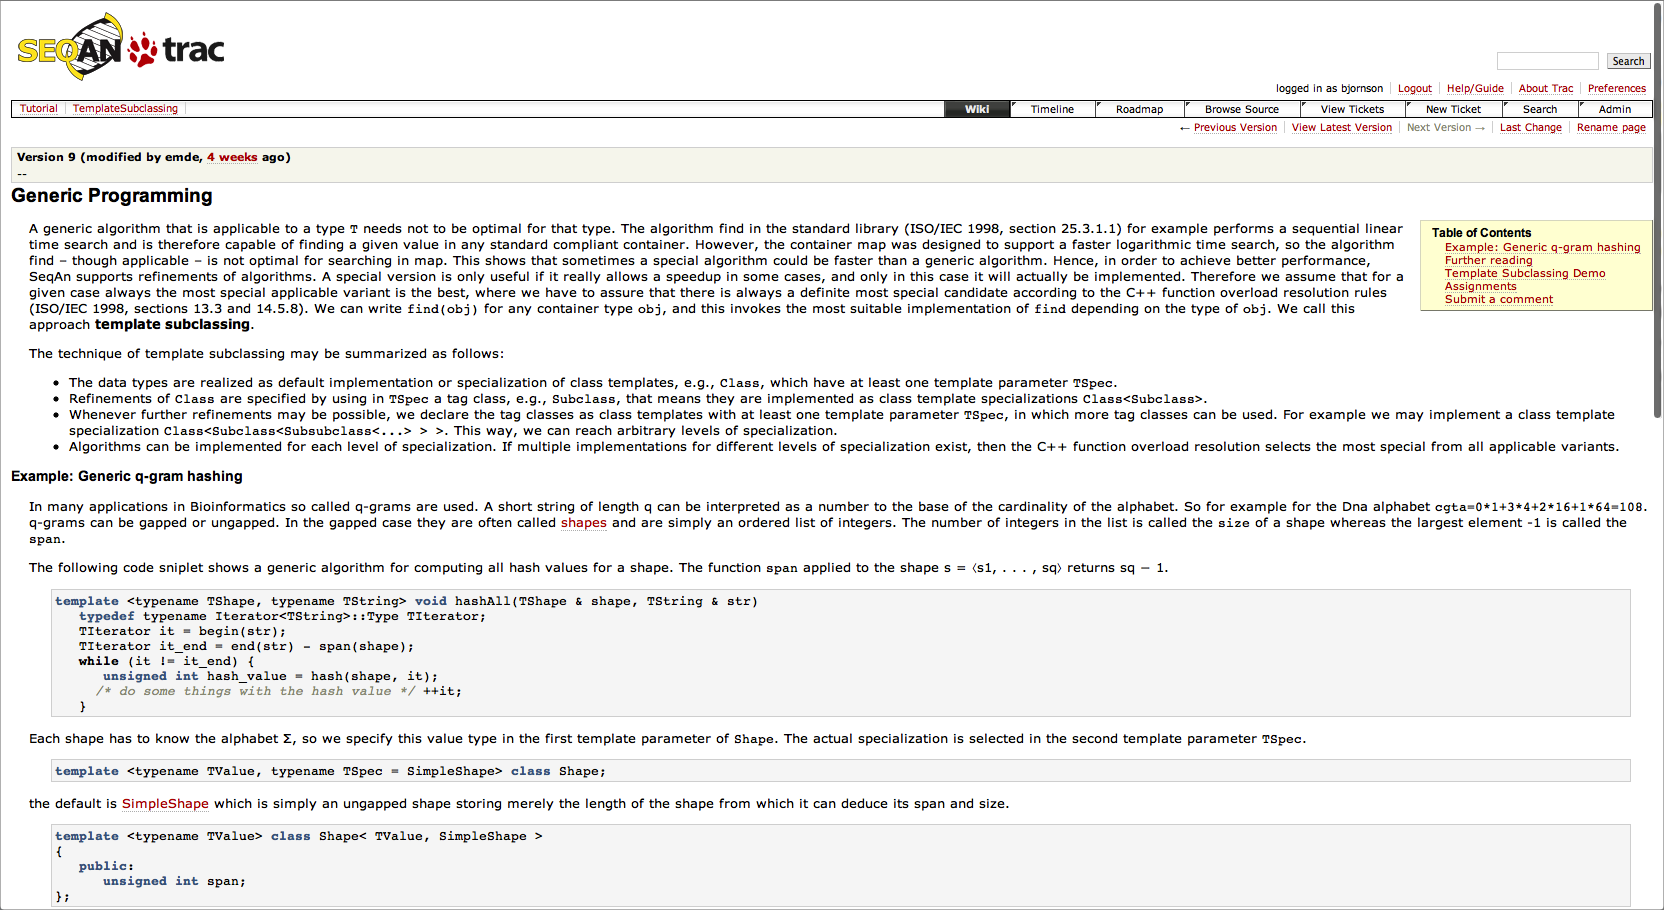 SEQAN trac
Search
logged in as bjornson Logout Help/Guide About Trac Preferences
Tutorial TemplateSubclassing Wiki Timeline Roadmap Browse Source View Tickets New Ticket Search Admin
← Previous Version View Latest Version Next Version → Last Change Rename page
Version 9 (modified by emde, 4 weeks ago)
--
Generic Programming
A generic algorithm that is applicable to a type T needs not to be optimal for that type. The algorithm find in the standard library (ISO/IEC 1998, section 25.3.1.1) for example performs a sequential linear
time search and is therefore capable of finding a given value in any standard compliant container. However, the container map was designed to support a faster logarithmic time search, so the algorithm
find – though applicable – is not optimal for searching in map. This shows that sometimes a special algorithm could be faster than a generic algorithm. Hence, in order to achieve better performance,
SeqAn supports refinements of algorithms. A special version is only useful if it really allows a speedup in some cases, and only in this case it will actually be implemented. Therefore we assume that for a
given case always the most special applicable variant is the best, where we have to assure that there is always a definite most special candidate according to the C++ function overload resolution rules
(ISO/IEC 1998, sections 13.3 and 14.5.8). We can write find(obj) for any container type obj, and this invokes the most suitable implementation of find depending on the type of obj. We call this
approach template subclassing.
Table of Contents
Example: Generic q-gram hashing
Further reading
Template Subclassing Demo
Assignments
Submit a comment
The technique of template subclassing may be summarized as follows:
• The data types are realized as default implementation or specialization of class templates, e.g., Class, which have at least one template parameter TSpec.
• Refinements of Class are specified by using in TSpec a tag class, e.g., Subclass, that means they are implemented as class template specializations Class<Subclass>.
• Whenever further refinements may be possible, we declare the tag classes as class templates with at least one template parameter TSpec, in which more tag classes can be used. For example we may implement a class template
specialization Class<Subclass<Subsubclass<...> > >. This way, we can reach arbitrary levels of specialization.
• Algorithms can be implemented for each level of specialization. If multiple implementations for different levels of specialization exist, then the C++ function overload resolution selects the most special from all applicable variants.
Example: Generic q-gram hashing
In many applications in Bioinformatics so called q-grams are used. A short string of length q can be interpreted as a number to the base of the cardinality of the alphabet. So for example for the Dna alphabet cgta=0*1+3*4+2*16+1*64=108.
q-grams can be gapped or ungapped. In the gapped case they are often called shapes and are simply an ordered list of integers. The number of integers in the list is called the size of a shape whereas the largest element -1 is called the
span.
The following code sniplet shows a generic algorithm for computing all hash values for a shape. The function span applied to the shape s = ⟨s1, . . . , sq⟩ returns sq − 1.
template <typename TShape, typename TString> void hashAll(TShape & shape, TString & str)
typedef typename Iterator<TString>::Type TIterator;
TIterator it = begin(str);
TIterator it_end = end(str) - span(shape);
while (it != it_end) {
unsigned int hash_value = hash(shape, it);
/* do some things with the hash value */ ++it;
}
Each shape has to know the alphabet Σ, so we specify this value type in the first template parameter of Shape. The actual specialization is selected in the second template parameter TSpec.
template <typename TValue, typename TSpec = SimpleShape> class Shape;
the default is SimpleShape which is simply an ungapped shape storing merely the length of the shape from which it can deduce its span and size.
template <typename TValue> class Shape< TValue, SimpleShape >
{
public:
unsigned int span;
};